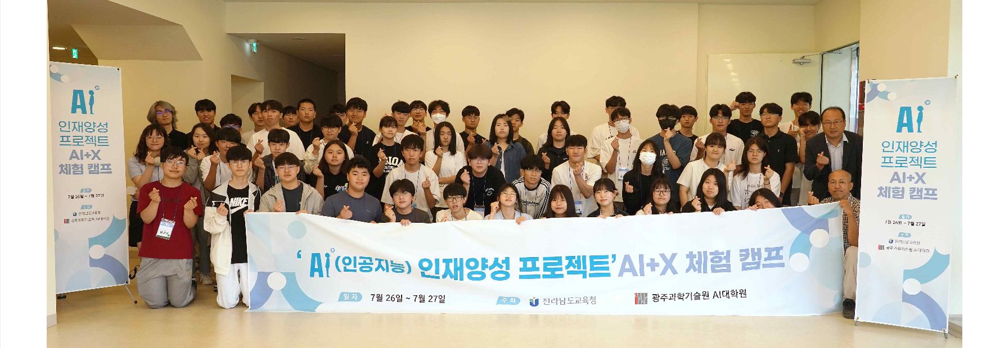 Ai
인재양성
프로젝트
AI+X
체험 캠프
일 자
7월 26일 ~ 7월 27일
주 최
전라남도교육청
광주과학기술원 AI대학원
NIKE
'Ai(인공지능) 인재양성 프로젝트' AI+X 체험 캠프
일 자 7월 26일 ~ 7월 27일 주 최 전라남도교육청 광주과학기술원 AI대학원
Ai
인재양성
프로젝트
AI+X
체험 캠프
일 자
7월 26일 ~ 7월 27일
주 최
전라남도교육청
광주과학기술원 AI대학원